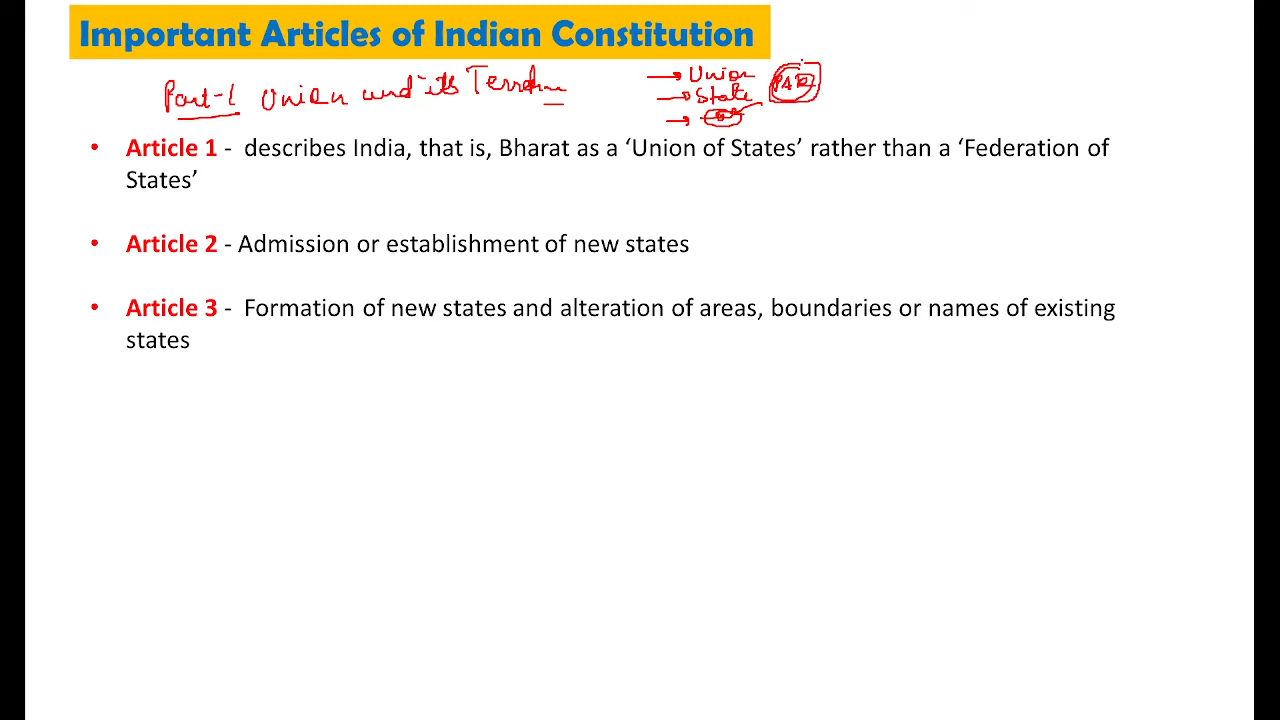 Important Articles of Indian Constitution
Part-1 Union and its
→ Union
→ State
→
• Article 1 - describes India, that is, Bharat as a ‘Union of States’ rather than a ‘Federation of
States’
• Article 2 - Admission or establishment of new states
• Article 3 - Formation of new states and alteration of areas, boundaries or names of existing
states